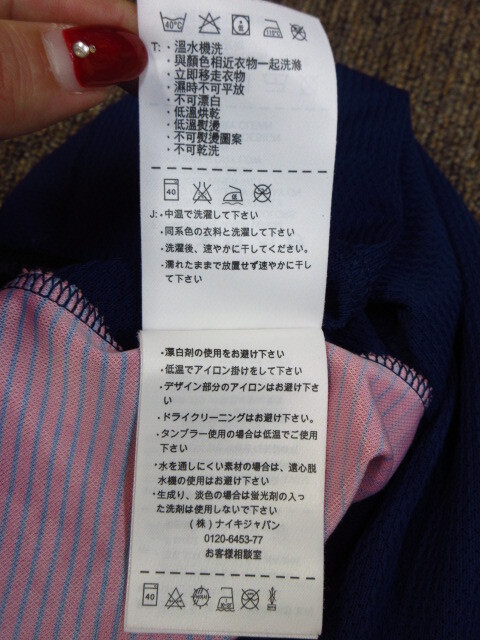 40°C
110°C
T: ・溫水機洗
・與顏色相近衣物一起洗滌
・立即移走衣物
・濕時不可平放
・不可漂白
・低溫烘乾
・低溫熨燙
・不可熨燙圖案
・不可乾洗
40
J: ・中温で洗濯して下さい
・同系色の衣料と洗濯して下さい
・洗濯後、速やかに干してください。
・濡れたままで放置せず速やかに干し
て下さい
・漂白剤の使用をお避け下さい
・低温でアイロン掛けをして下さい
・デザイン部分のアイロンはお避け下さ
い
・ドライクリーニングはお避け下さい。
・タンブラー使用の場合は低温でご使用
下さい
・水を通しにくい素材の場合は、遠心脱
水機の使用はお避け下さい
・生成り、淡色の場合は蛍光剤の入っ
た洗剤は使用しないで下さい
(株) ナイキジャパン
0120-6453-77
お客様相談室
40